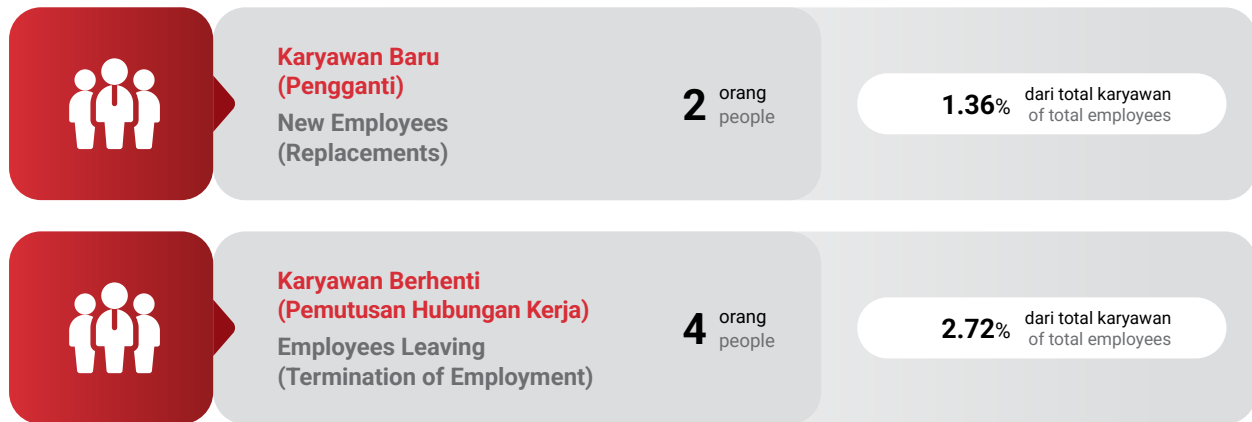 Karyawan Baru
(Pengganti)
New Employees
(Replacements)
2 orang
people
1.36% dari total karyawan
of total employees
Karyawan Berhenti
(Pemutusan Hubungan Kerja)
Employees Leaving
(Termination of Employment)
4 orang
people
2.72% dari total karyawan
of total employees